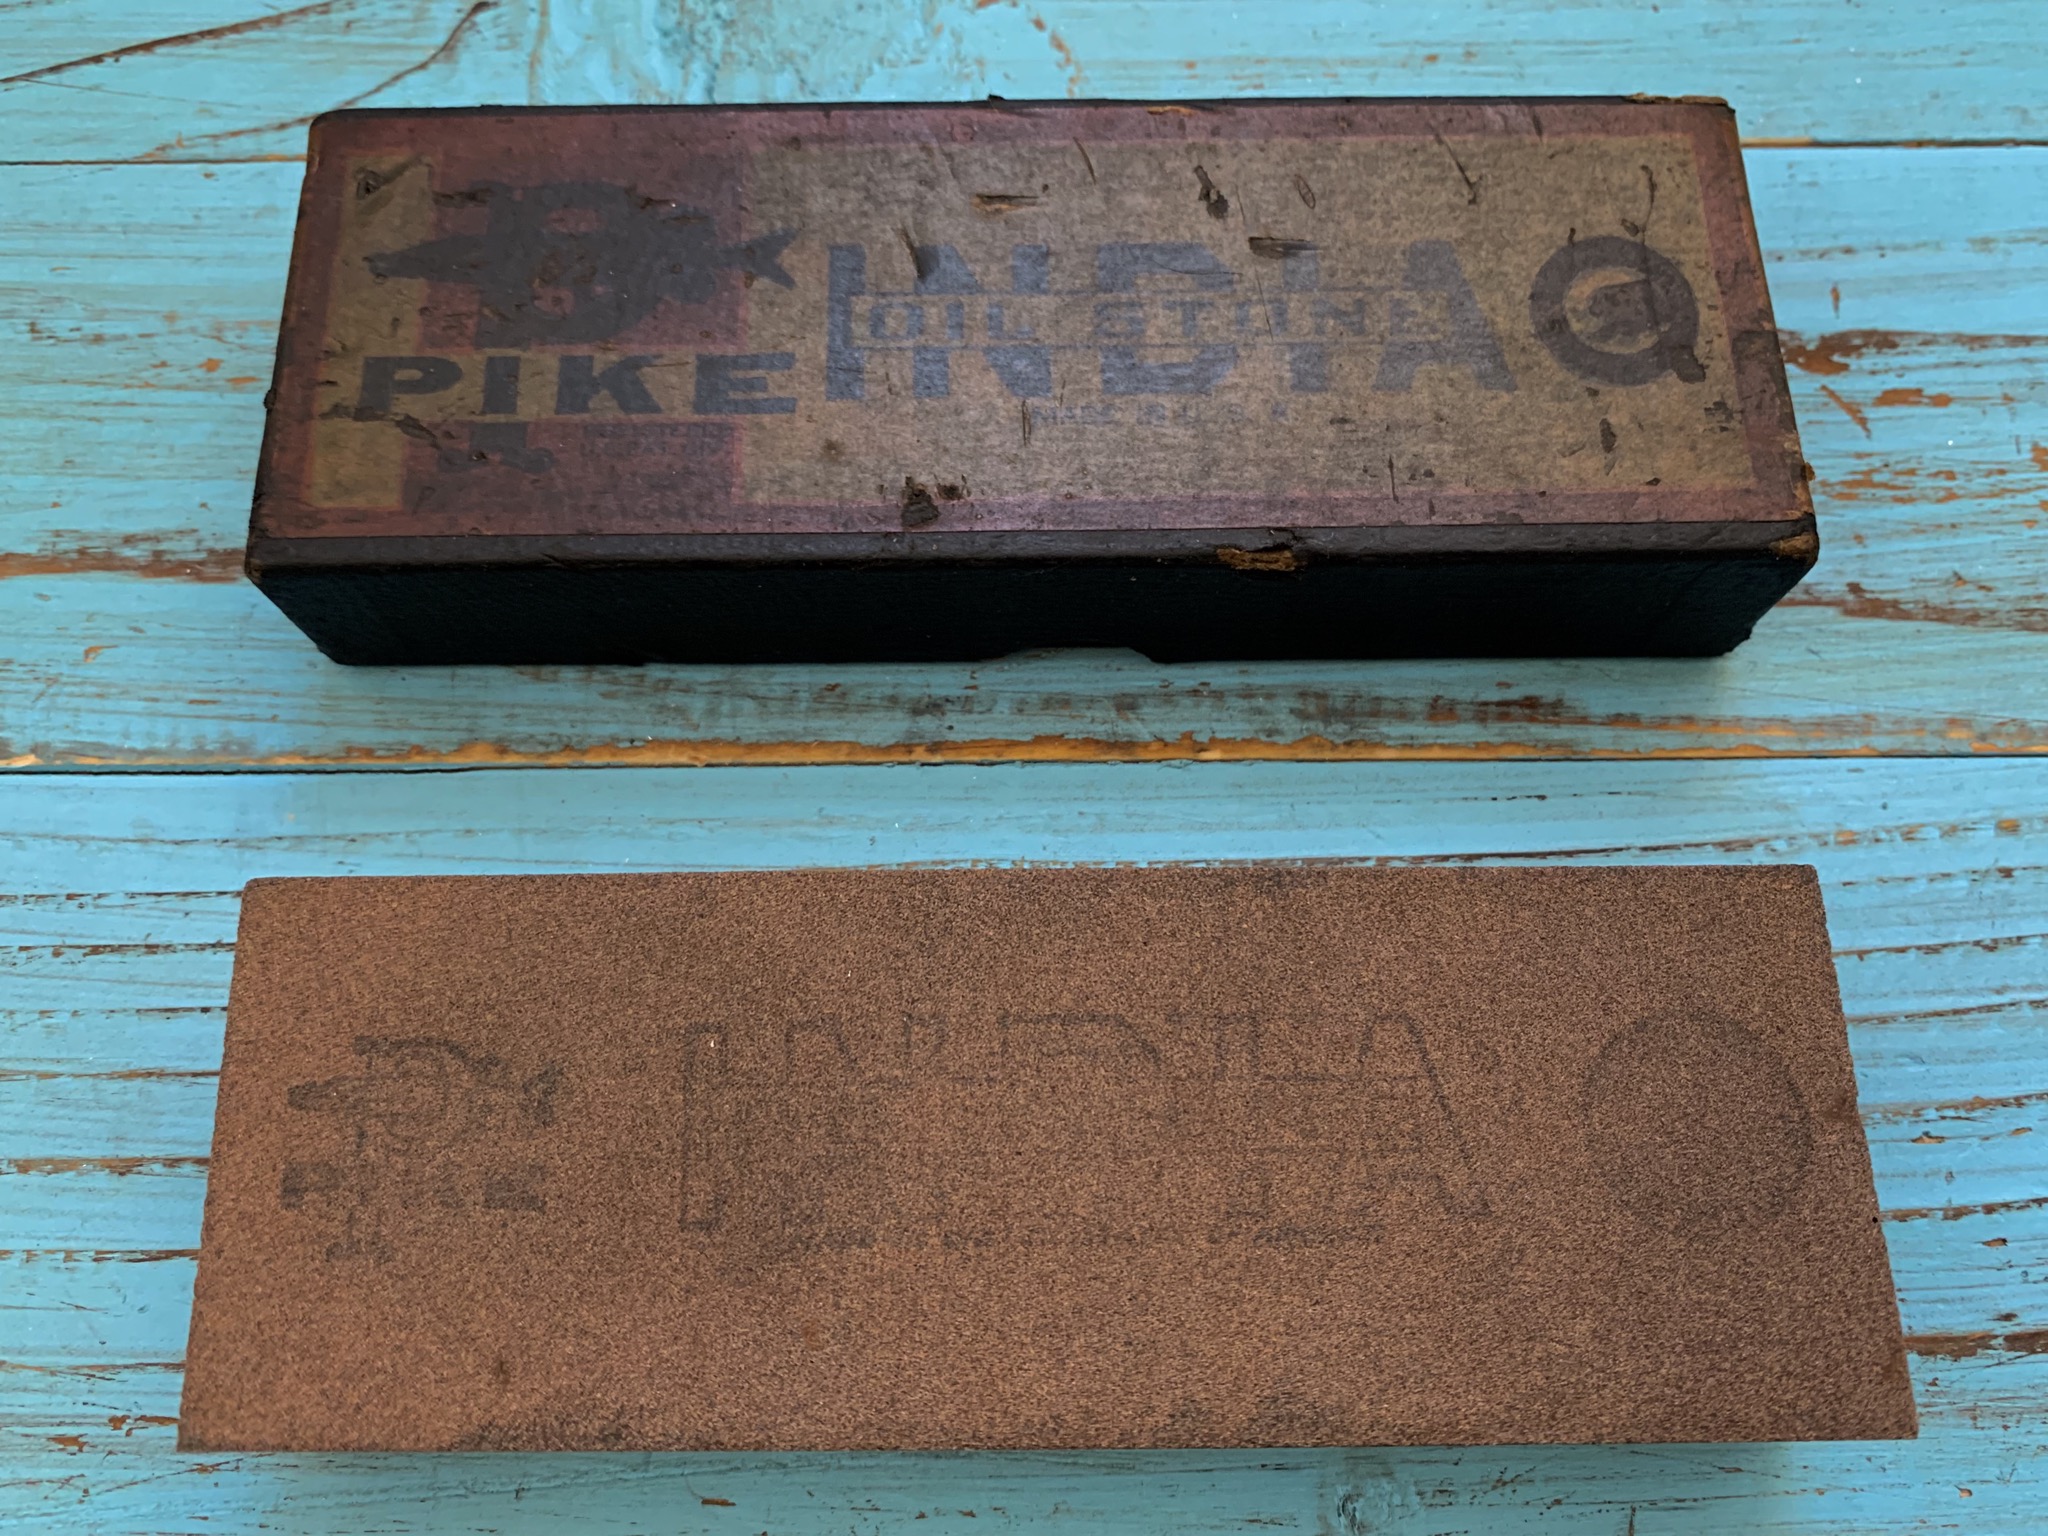 PIKE
INDIA
OIL STONE
MADE IN U.S.A.
PIKE
INDIA